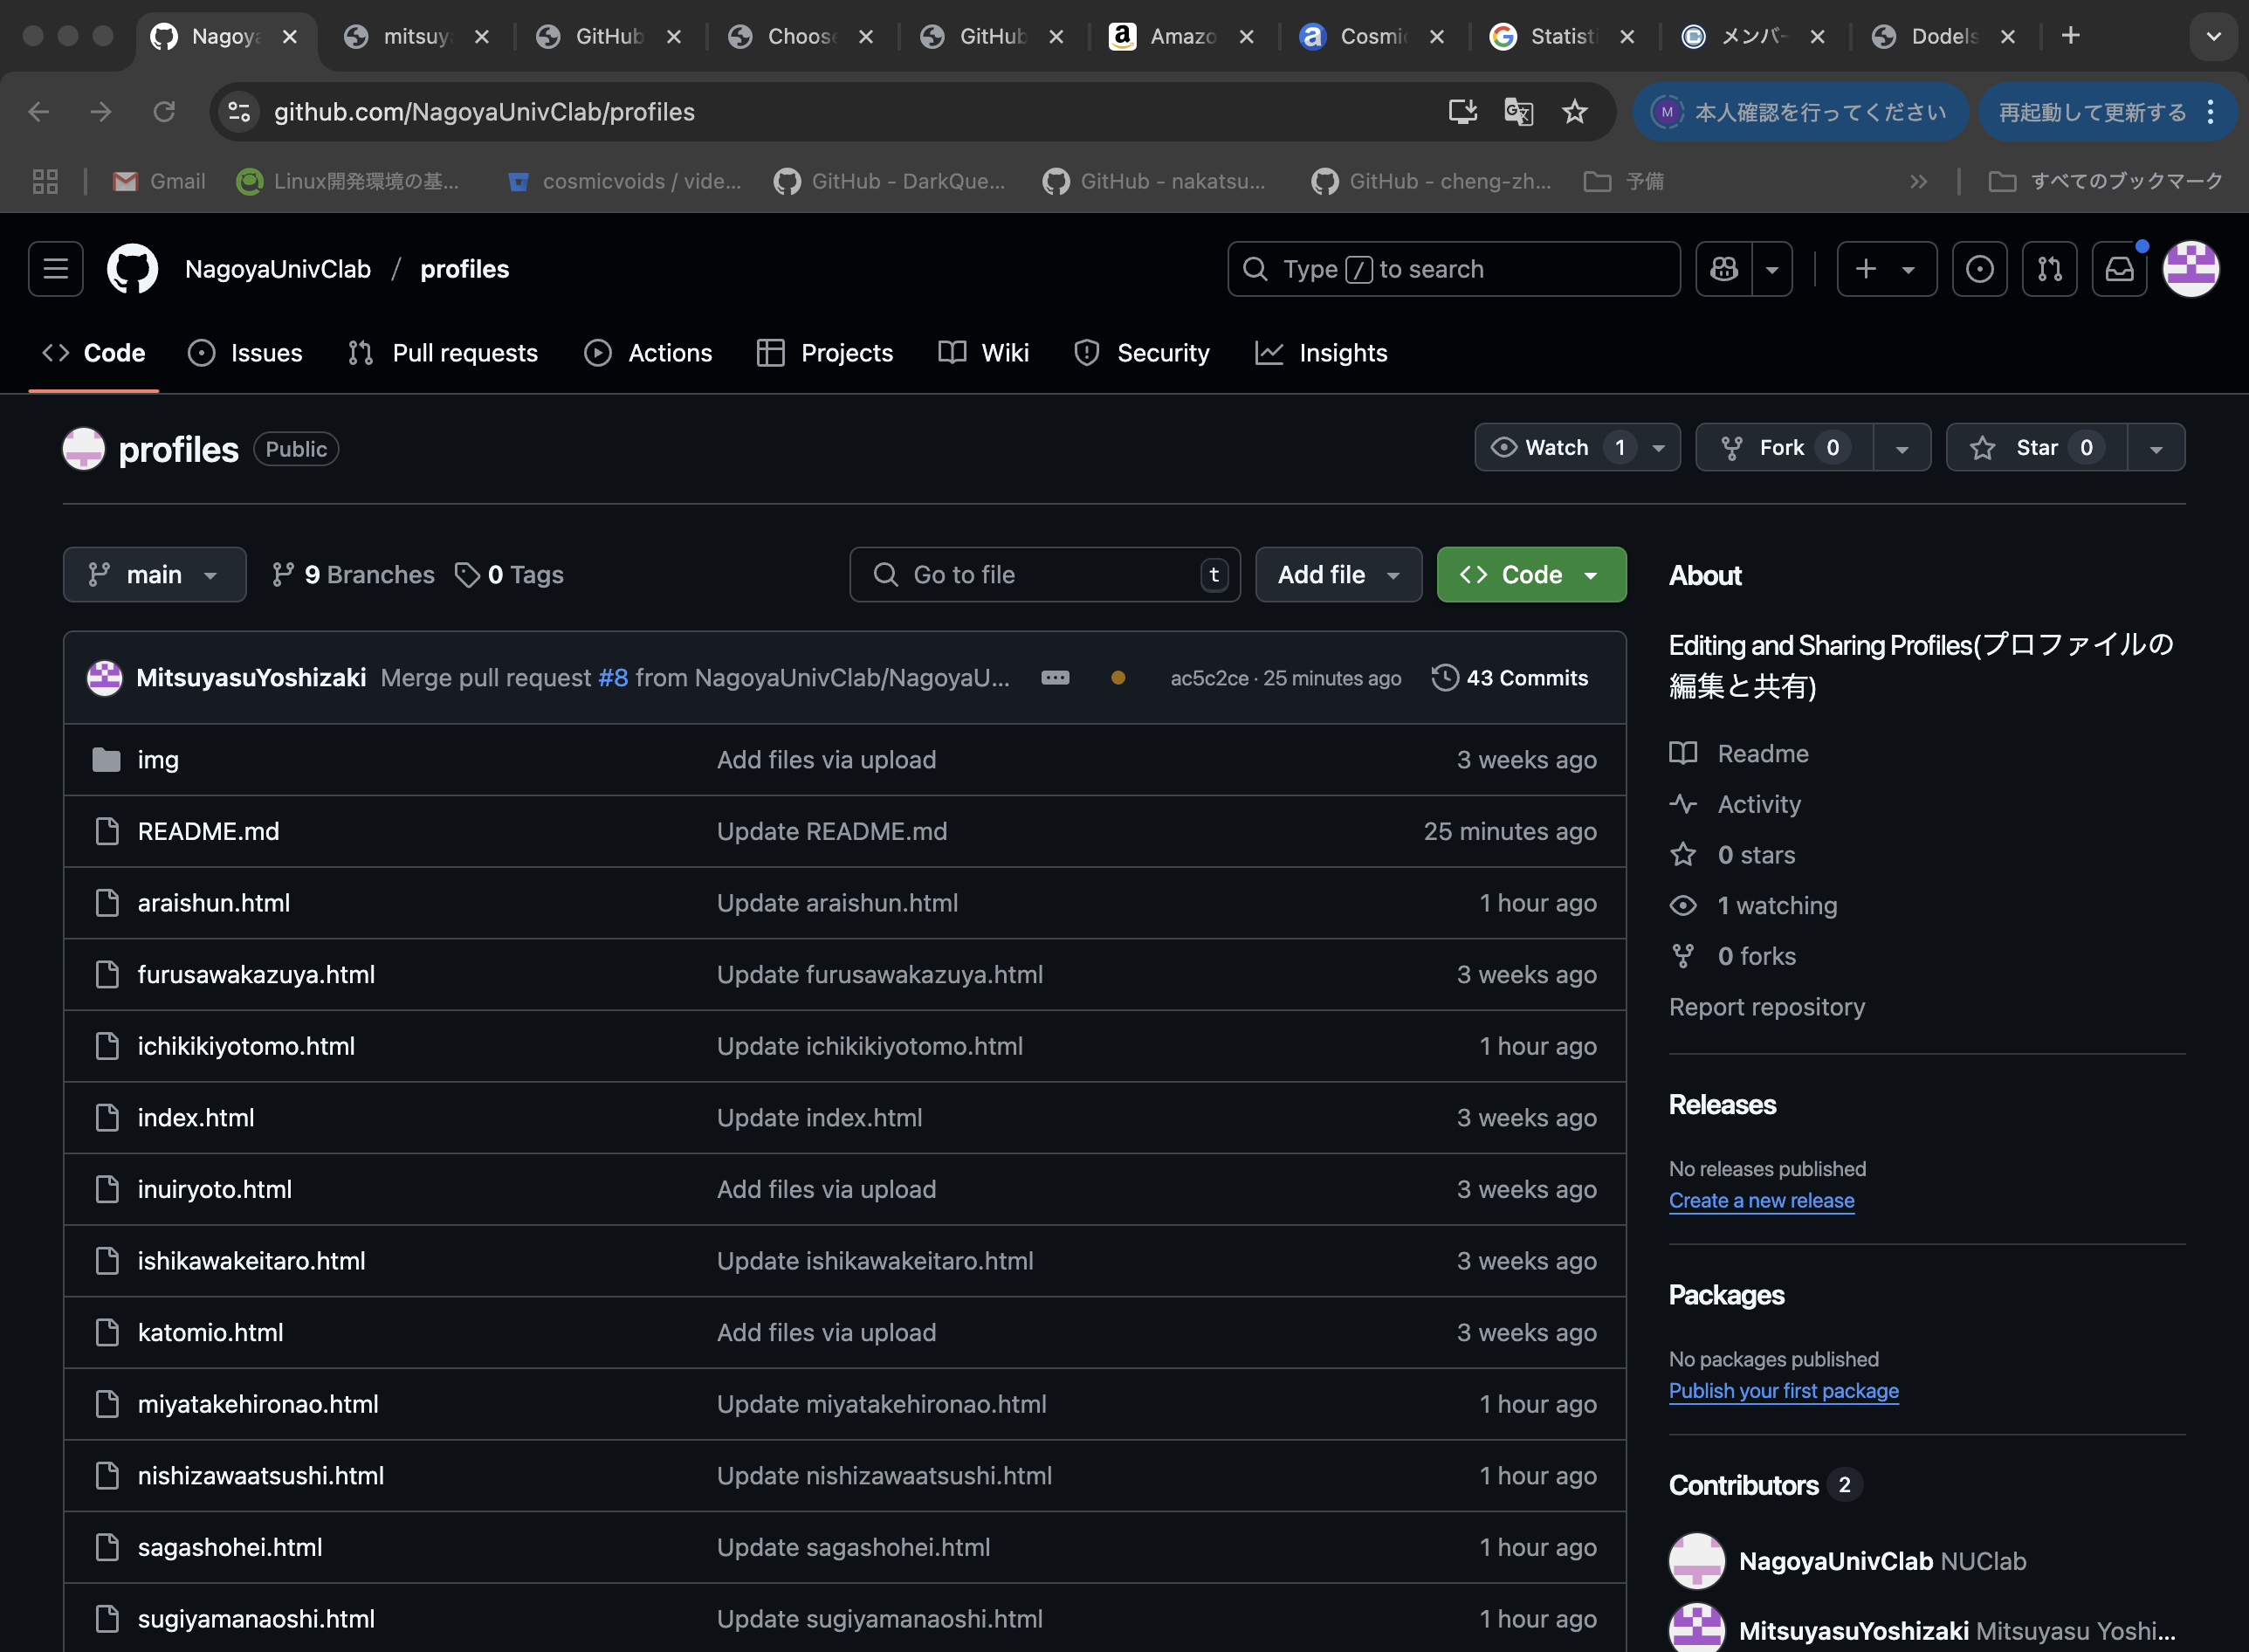 Nagoya
mitsuya
GitHub
Choose
GitHub
Amazo
Cosmic
Statisti
メンバー
Dodels
github.com/NagoyaUnivClab/profiles
M 本人確認を行ってください
再起動して更新する
Gmail
Linux開発環境の基...
cosmicvoids / vide...
GitHub - DarkQue...
GitHub - nakatsu...
GitHub - cheng-zh...
予備
すべてのブックマーク
NagoyaUnivClab / profiles
Type / to search
Code
Issues
Pull requests
Actions
Projects
Wiki
Security
Insights
profiles Public
Watch 1
Fork 0
Star 0
main
9 Branches
0 Tags
Go to file t
Add file
Code
MitsuyasuYoshizaki Merge pull request #8 from NagoyaUnivClab/NagoyaU... ac5c2ce · 25 minutes ago 43 Commits
img Add files via upload 3 weeks ago
README.md Update README.md 25 minutes ago
araishun.html Update araishun.html 1 hour ago
furusawakazuya.html Update furusawakazuya.html 3 weeks ago
ichikikiyotomo.html Update ichikikiyotomo.html 1 hour ago
index.html Update index.html 3 weeks ago
inuiryoto.html Add files via upload 3 weeks ago
ishikawakeitaro.html Update ishikawakeitaro.html 3 weeks ago
katomio.html Add files via upload 3 weeks ago
miyatakehironao.html Update miyatakehironao.html 1 hour ago
nishizawaatsushi.html Update nishizawaatsushi.html 1 hour ago
sagashohei.html Update sagashohei.html 1 hour ago
sugiyamanaoshi.html Update sugiyamanaoshi.html 1 hour ago
About
Editing and Sharing Profiles(プロファイルの
編集と共有)
Readme
Activity
0 stars
1 watching
0 forks
Report repository
Releases
No releases published
Create a new release
Packages
No packages published
Publish your first package
Contributors 2
NagoyaUnivClab NUClab
MitsuyasuYoshizaki Mitsuyasu Yoshi...